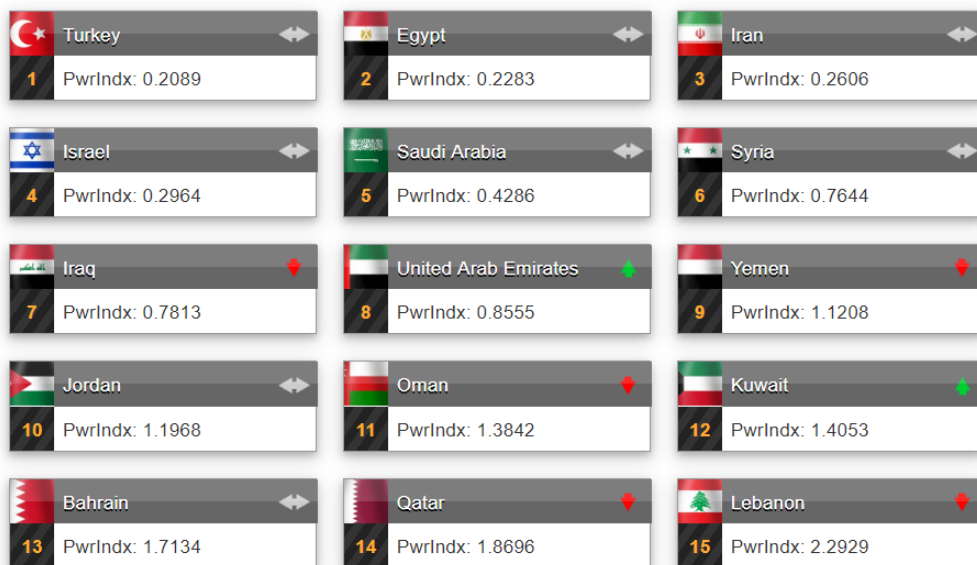 Turkey
1 PwrIndx: 0.2089
Egypt
2 PwrIndx: 0.2283
Iran
3 PwrIndx: 0.2606
Israel
4 PwrIndx: 0.2964
Saudi Arabia
5 PwrIndx: 0.4286
Syria
6 PwrIndx: 0.7644
Iraq
7 PwrIndx: 0.7813
United Arab Emirates
8 PwrIndx: 0.8555
Yemen
9 PwrIndx: 1.1208
Jordan
10 PwrIndx: 1.1968
Oman
11 PwrIndx: 1.3842
Kuwait
12 PwrIndx: 1.4053
Bahrain
13 PwrIndx: 1.7134
Qatar
14 PwrIndx: 1.8696
Lebanon
15 PwrIndx: 2.2929